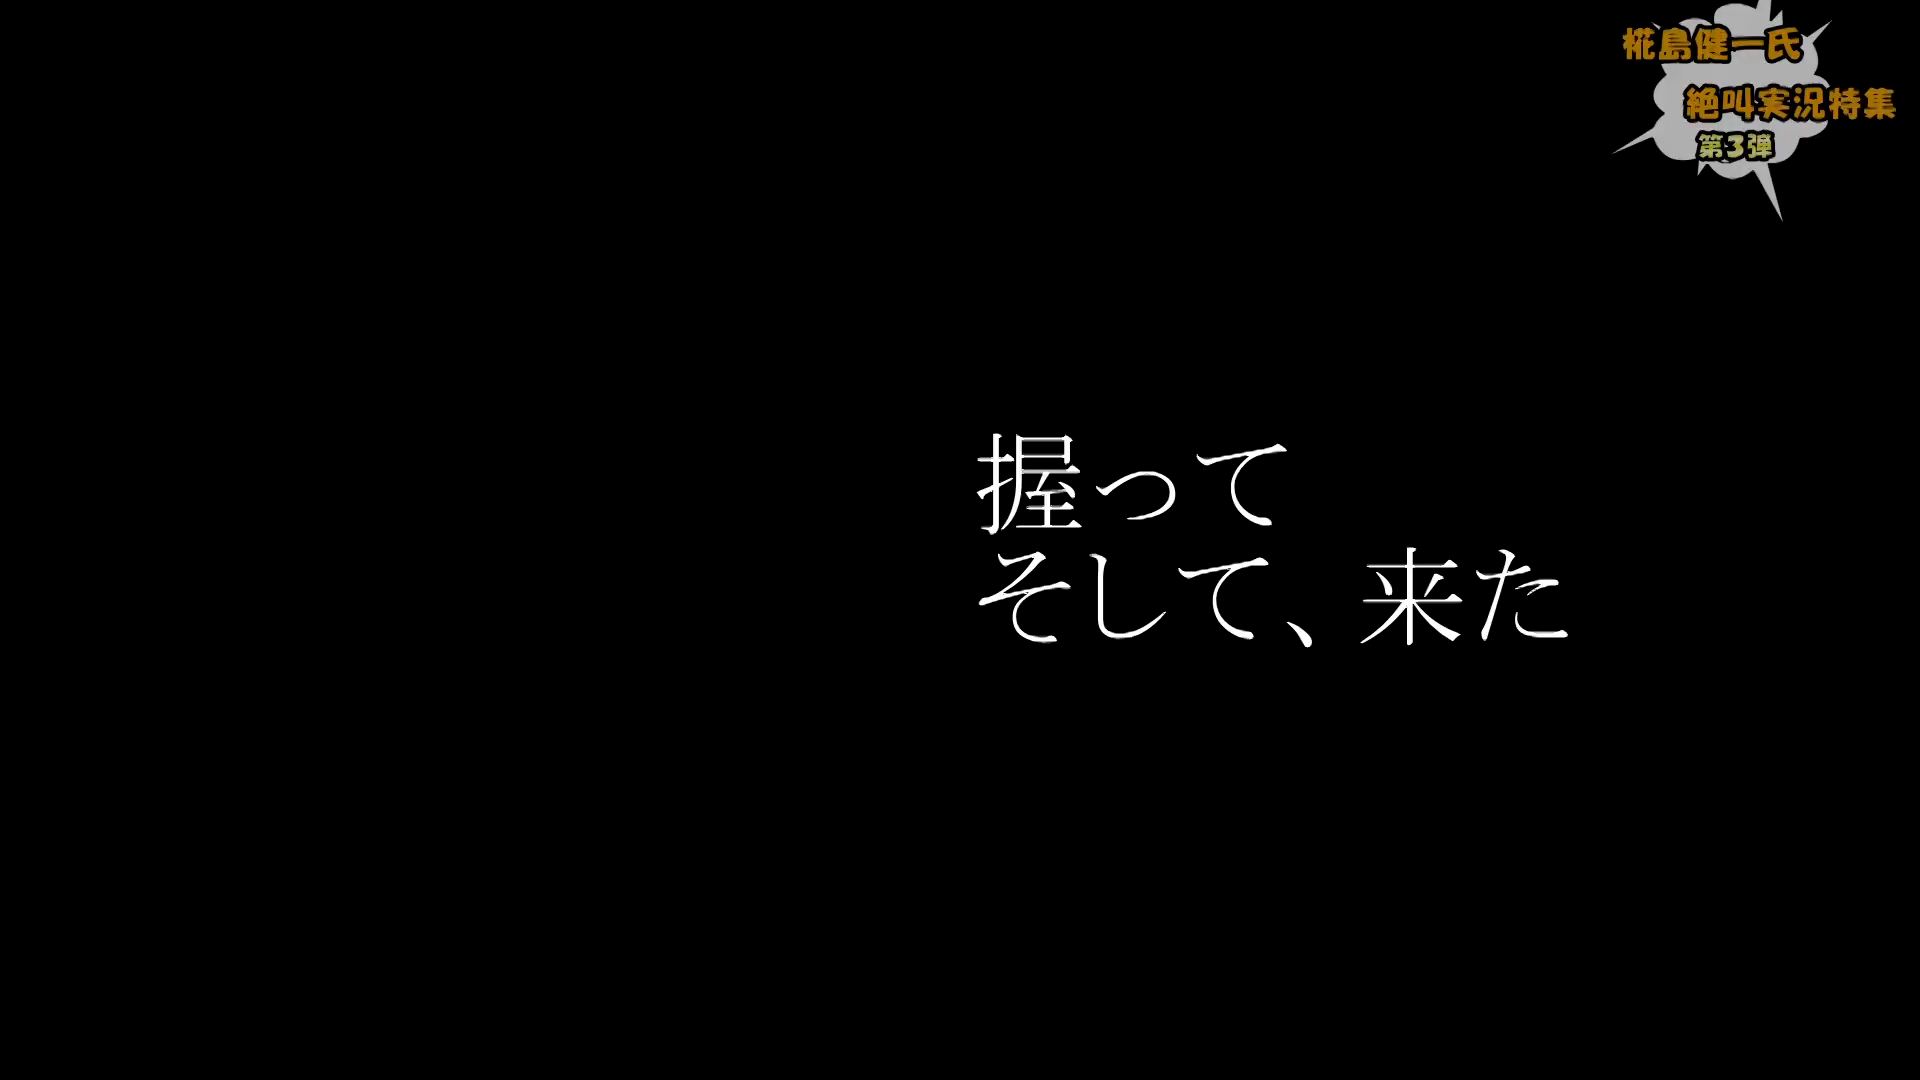 椛島健一氏
絶叫実況特集
第3弾
握って
そして、来た